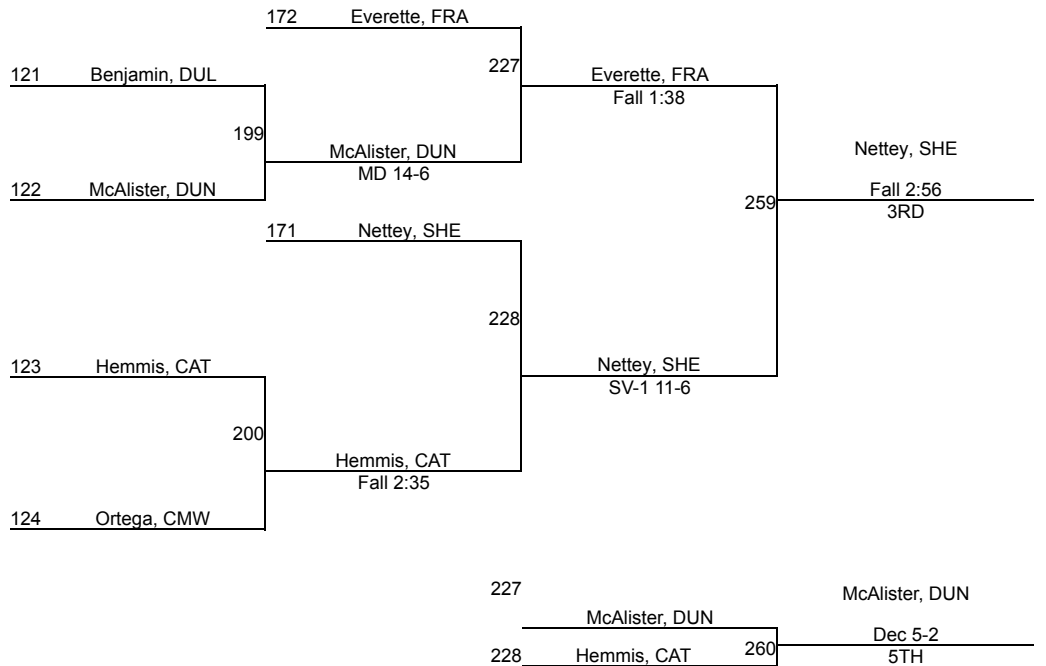 172 Everette, FRA
121 Benjamin, DUL
227
Everette, FRA
Fall 1:38
199
McAlister, DUN
MD 14-6
Nettey, SHE
122 McAlister, DUN
259
Fall 2:56
3RD
171 Nettey, SHE
228
123 Hemmis, CAT
Nettey, SHE
SV-1 11-6
200
Hemmis, CAT
Fall 2:35
124 Ortega, CMW
227
McAlister, DUN
McAlister, DUN
Dec 5-2
228 Hemmis, CAT
260
5TH